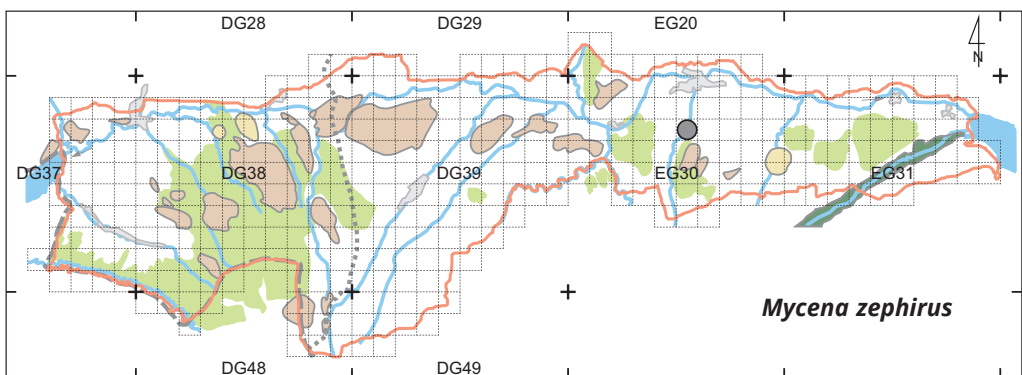 DG28 DG29 EG20
N
DG37 DG38 DG39 EG30 EG31
Mycena zephirus
DG48 DG49